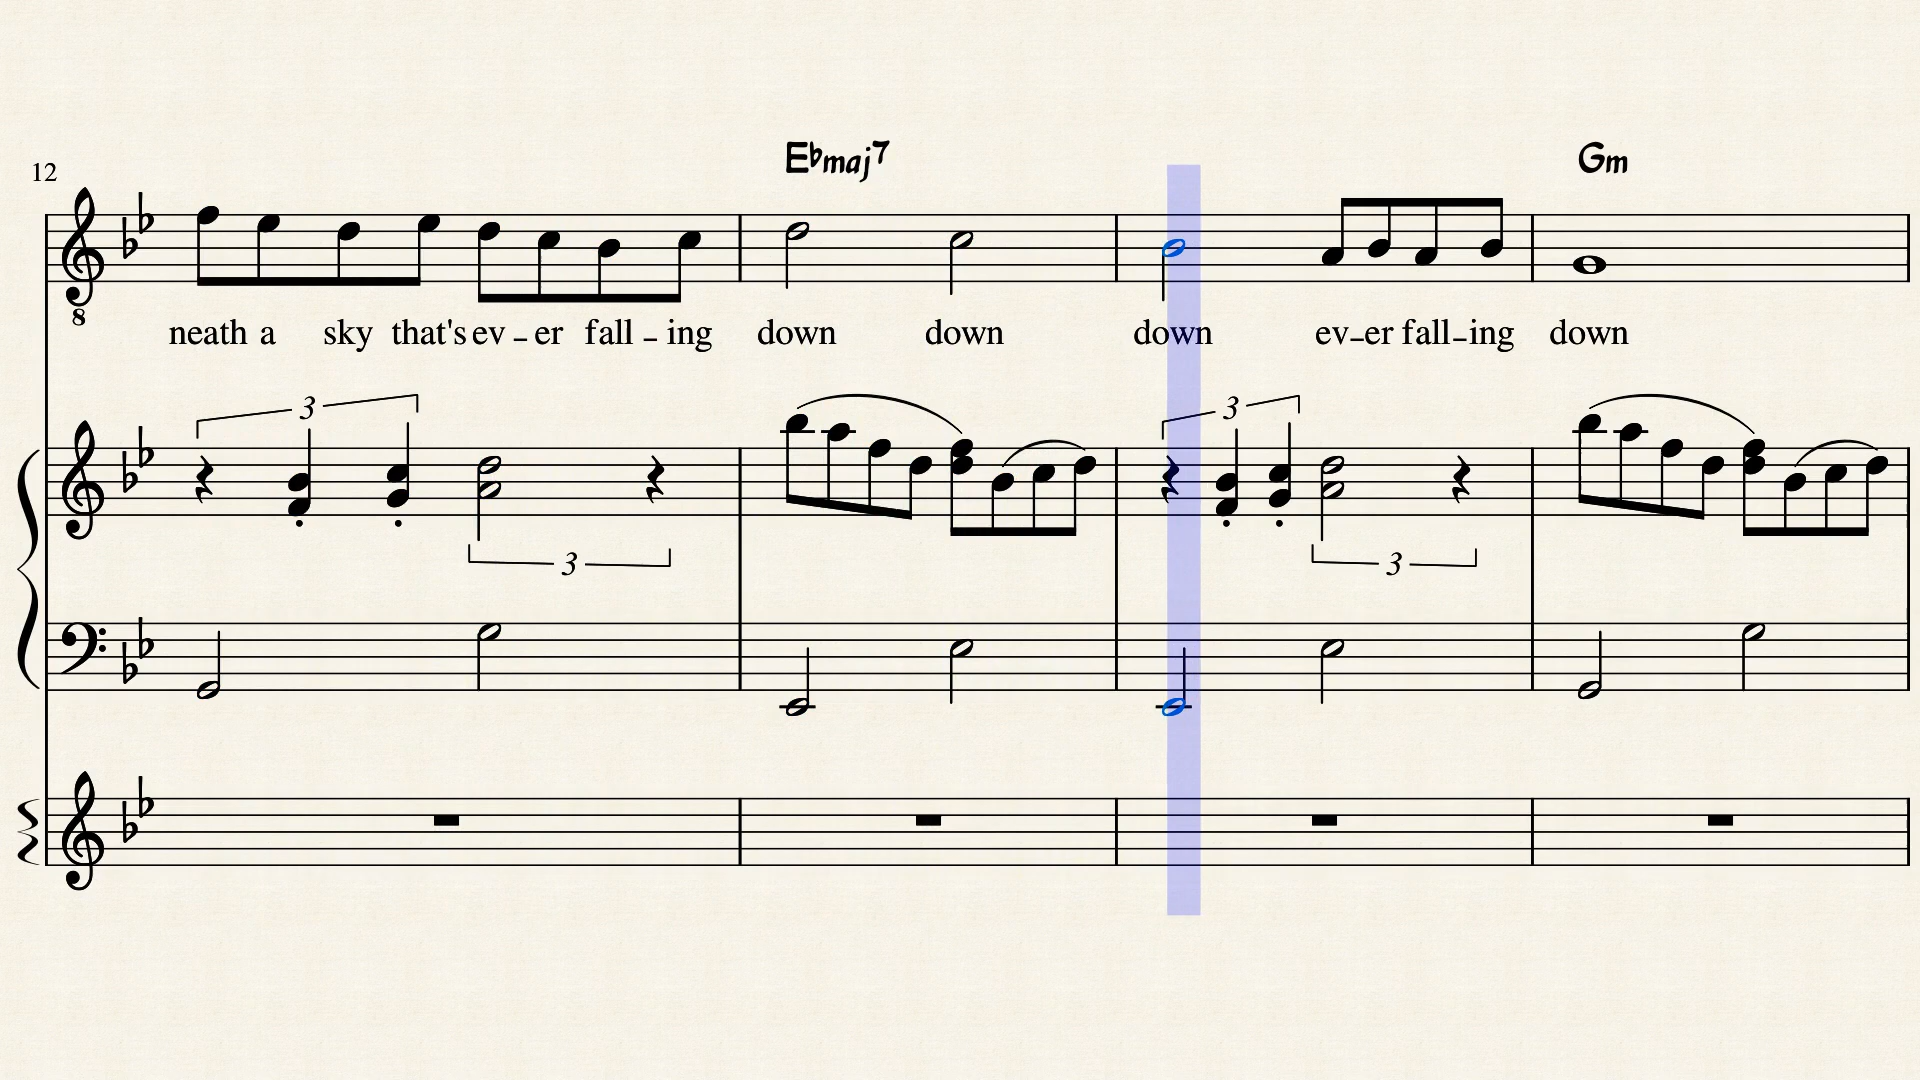 E♭maj7 Gm
12
8
neath a sky that's ev – er fall – ing down down down ev–er fall–ing down
3 3
3 3